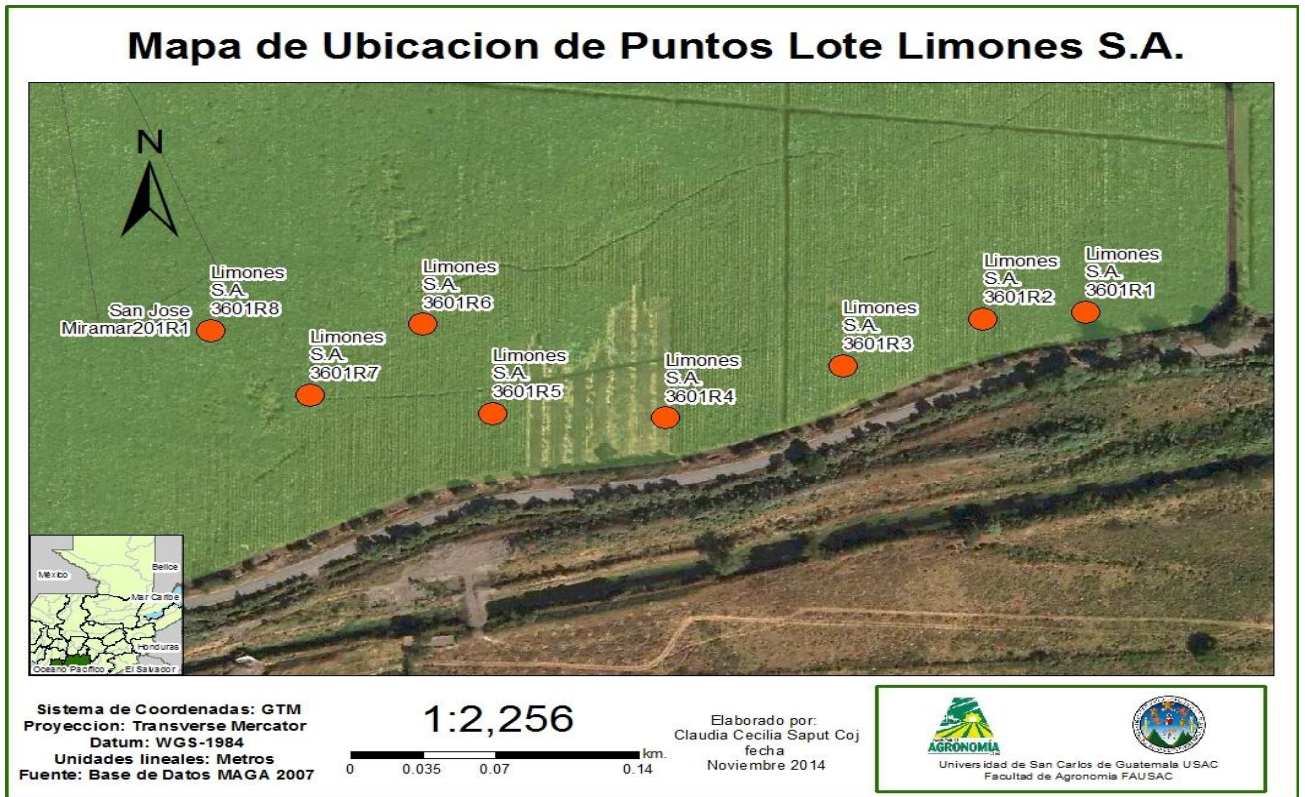 Mapa de Ubicacion de Puntos Lote Limones S.A.
N
San Jose
Miramar201R1
Limones
S.A.
3601R8
Limones
S.A.
3601R7
Limones
S.A.
3601R6
Limones
S.A.
3601R5
Limones
S.A.
3601R4
Limones
S.A.
3601R3
Limones
S.A.
3601R2
Limones
S.A.
3601R1
México
Belice
Mar Caribe
Honduras
Oceano Pacífico
El Salvador
Sistema de Coordenadas: GTM
Proyeccion: Transverse Mercator
Datum: WGS-1984
Unidades lineales: Metros
Fuente: Base de Datos MAGA 2007
1:2,256
km.
0 0.035 0.07 0.14
Elaborado por:
Claudia Cecilia Saput Coj
fecha
Noviembre 2014
AGRONOMIA
Universidad de San Carlos de Guatemala USAC
Facultad de Agronomia FAUSAC